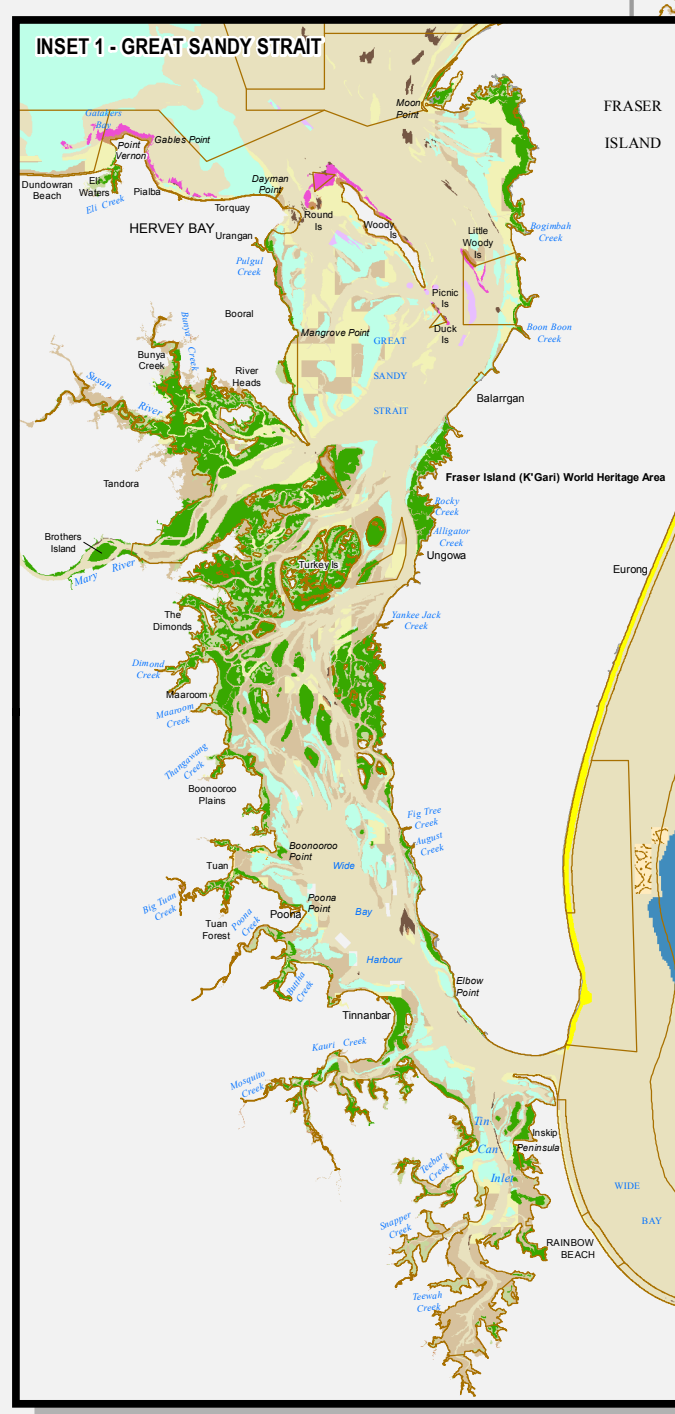 INSET 1 - GREAT SANDY STRAIT
FRASER
ISLAND
Moon
Point
Gatakers
Bay
Gables Point
Point
Vernon
Dundowran
Beach
Eli
Waters
Eli Creek
Pialba
Dayman
Point
Torquay
Round
Is
Woody
Is
Little
Woody
Is
Bogimbah
Creek
HERVEY BAY
Urangan
Pulgul
Creek
Picnic
Is
Booral
Mangrove Point
Duck
Is
Boon Boon
Creek
GREAT
SANDY
STRAIT
Bunya Creek
Bunya
Creek
River
Heads
Susan River
Balarrgan
Tandora
Fraser Island (K'Gari) World Heritage Area
Rocky
Creek
Alligator
Creek
Brothers
Island
Ungowa
Turkey Is
Mary River
Eurong
The
Dimonds
Yankee Jack
Creek
Dimond
Creek
Maaroom
Maaroom
Creek
Thangawang
Creek
Boonooroo
Plains
Fig Tree
Creek
August
Creek
Boonooroo
Point
Tuan
Wide
Bay
Harbour
Big Tuan
Creek
Poona
Point
Poona
Tuan
Forest
Poona
Creek
Buttha
Creek
Elbow
Point
Tinnanbar
Kauri Creek
Mosquito
Creek
Tin
Can
Inlet
Inskip
Peninsula
Teebar
Creek
WIDE
BAY
Snapper
Creek
RAINBOW
BEACH
Teewah
Creek